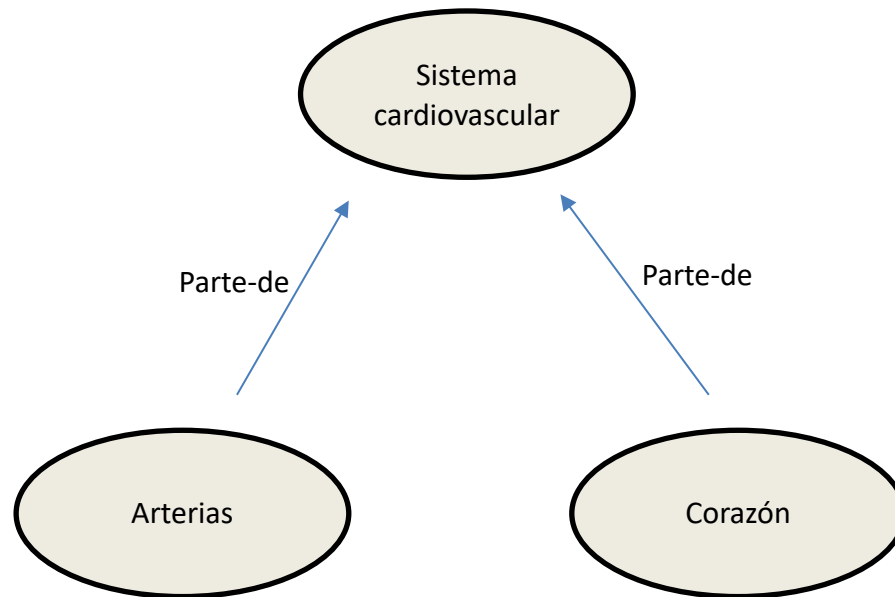 Sistema
cardiovascular
Parte-de
Parte-de
Arterias
Corazón